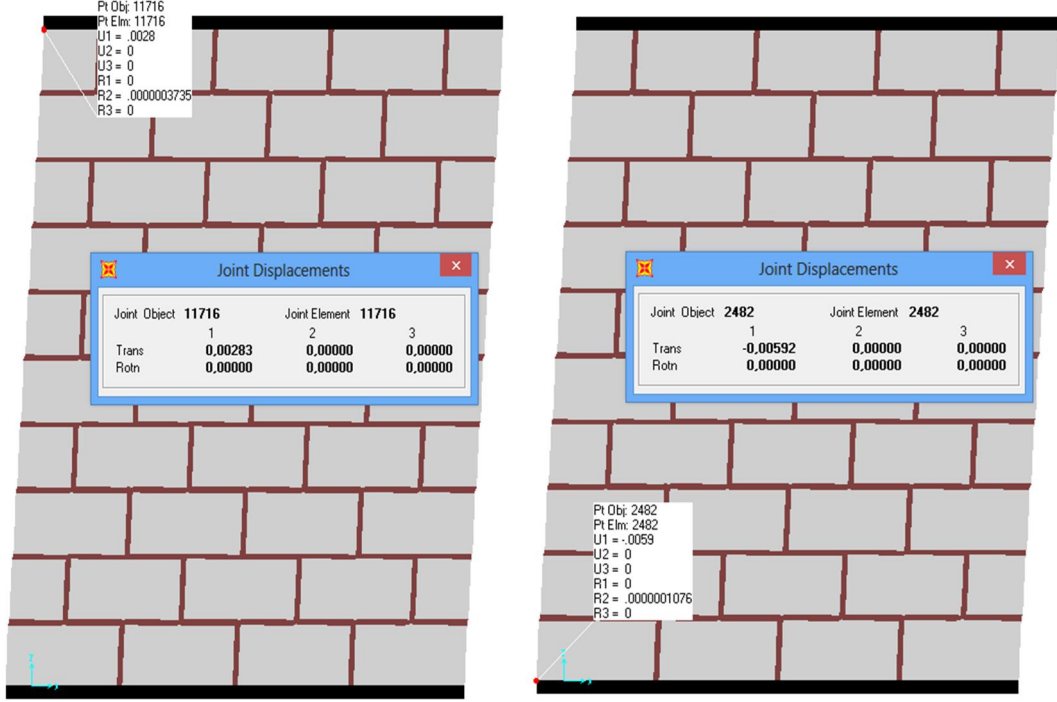 Pt Obj: 11716
Pt Elm: 11716
U1 = .0028
U2 = 0
U3 = 0
R1 = 0
R2 = .0000003735
R3 = 0
Joint Displacements
Joint Object 11716 Joint Element 11716
1 2 3
Trans 0,00283 0,00000 0,00000
Rotn 0,00000 0,00000 0,00000
Joint Displacements
Joint Object 2482 Joint Element 2482
1 2 3
Trans -0,00592 0,00000 0,00000
Rotn 0,00000 0,00000 0,00000
Pt Obj: 2482
Pt Elm: 2482
U1 = -.0059
U2 = 0
U3 = 0
R1 = 0
R2 = .0000001076
R3 = 0